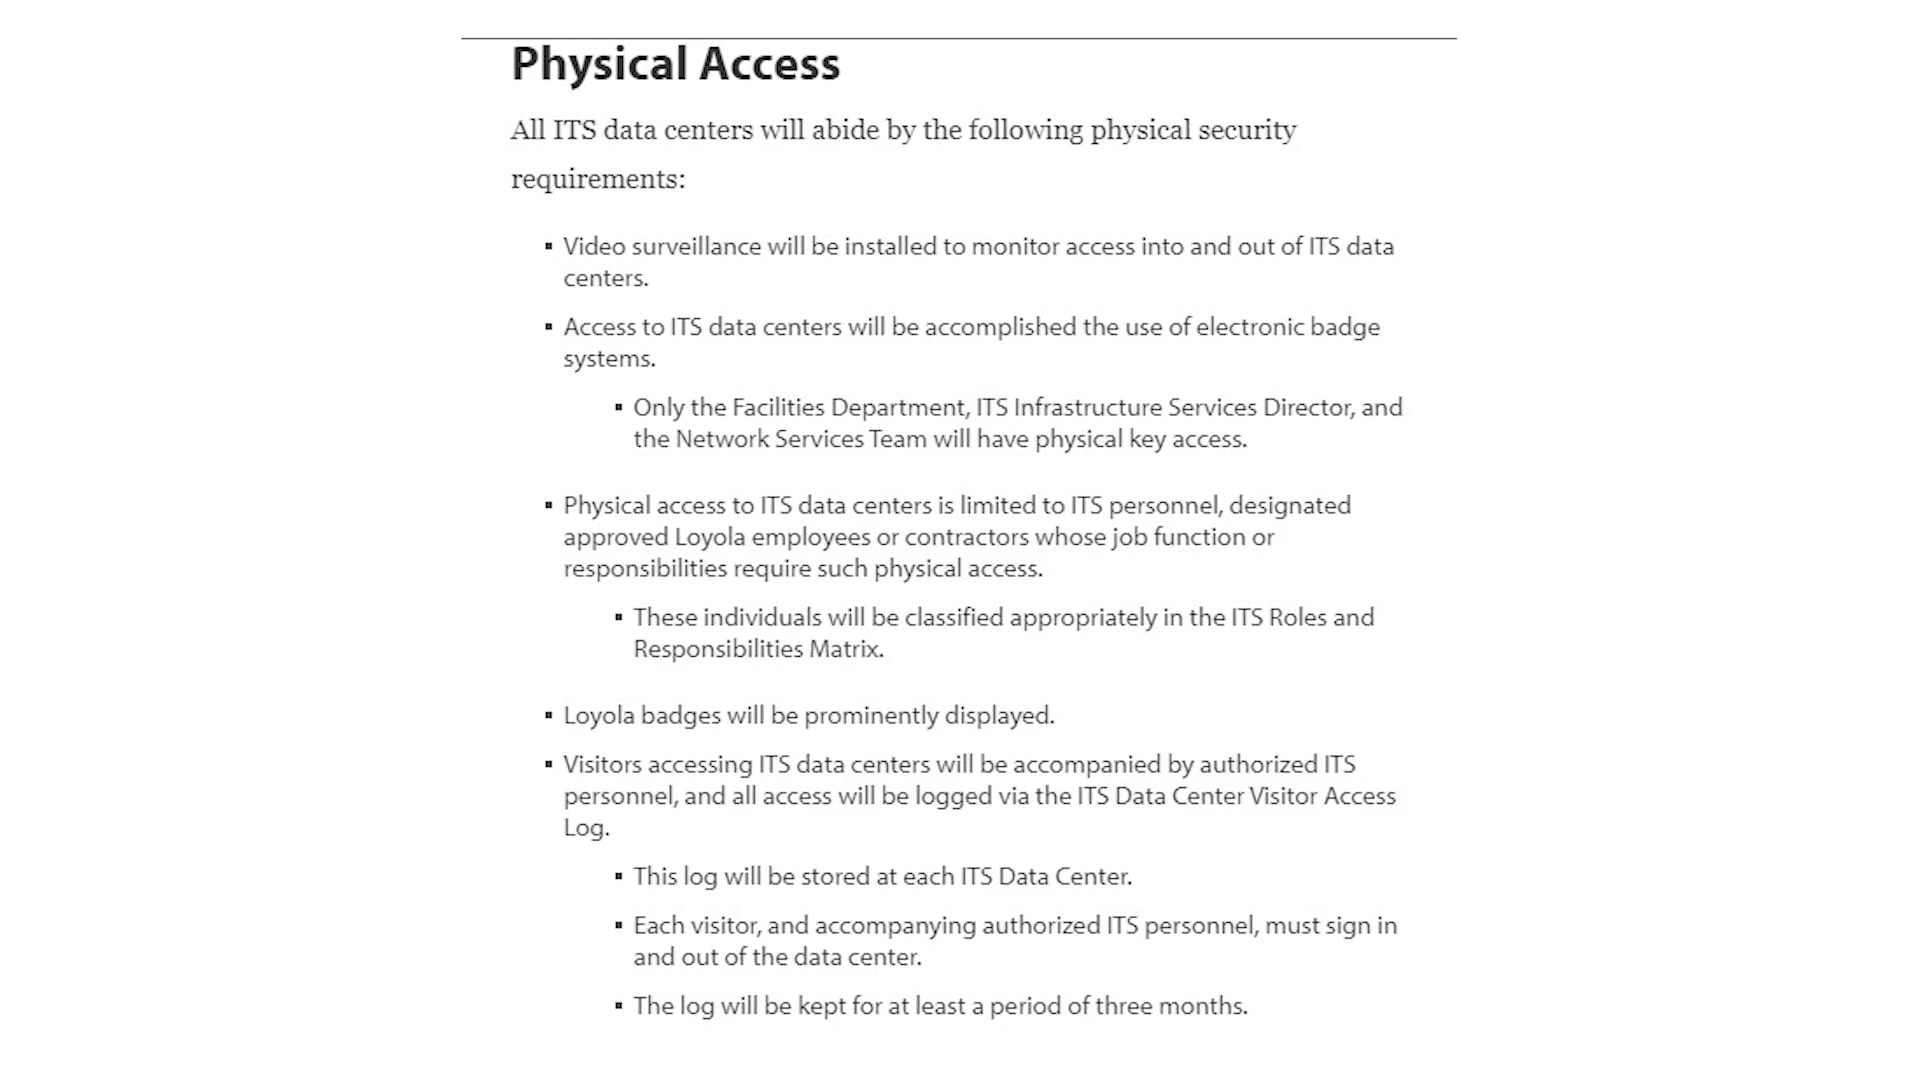 Physical Access
All ITS data centers will abide by the following physical security
requirements:
▪ Video surveillance will be installed to monitor access into and out of ITS data
centers.
▪ Access to ITS data centers will be accomplished the use of electronic badge
systems.
▪ Only the Facilities Department, ITS Infrastructure Services Director, and
the Network Services Team will have physical key access.
▪ Physical access to ITS data centers is limited to ITS personnel, designated
approved Loyola employees or contractors whose job function or
responsibilities require such physical access.
▪ These individuals will be classified appropriately in the ITS Roles and
Responsibilities Matrix.
▪ Loyola badges will be prominently displayed.
▪ Visitors accessing ITS data centers will be accompanied by authorized ITS
personnel, and all access will be logged via the ITS Data Center Visitor Access
Log.
▪ This log will be stored at each ITS Data Center.
▪ Each visitor, and accompanying authorized ITS personnel, must sign in
and out of the data center.
▪ The log will be kept for at least a period of three months.